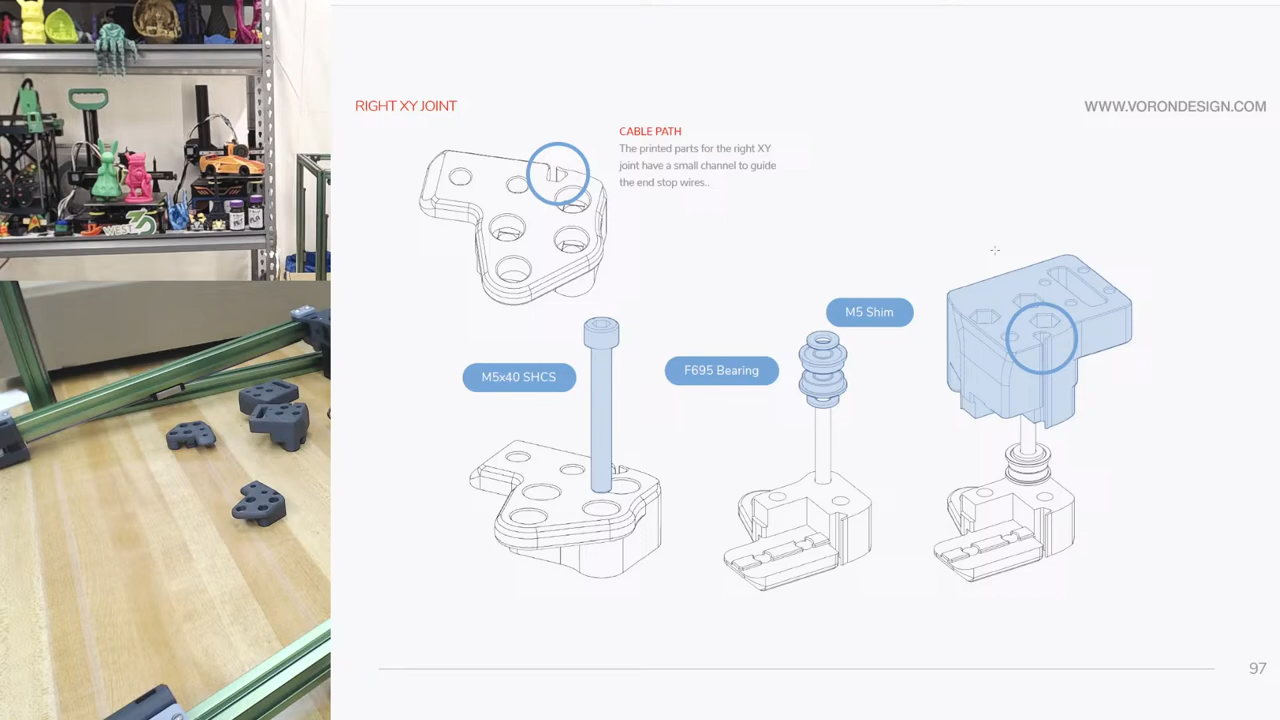 RIGHT XY JOINT
WWW.VORONDESIGN.COM
CABLE PATH
The printed parts for the right XY
joint have a small channel to guide
the end stop wires..
M5 Shim
F695 Bearing
M5x40 SHCS
WEST3D
97